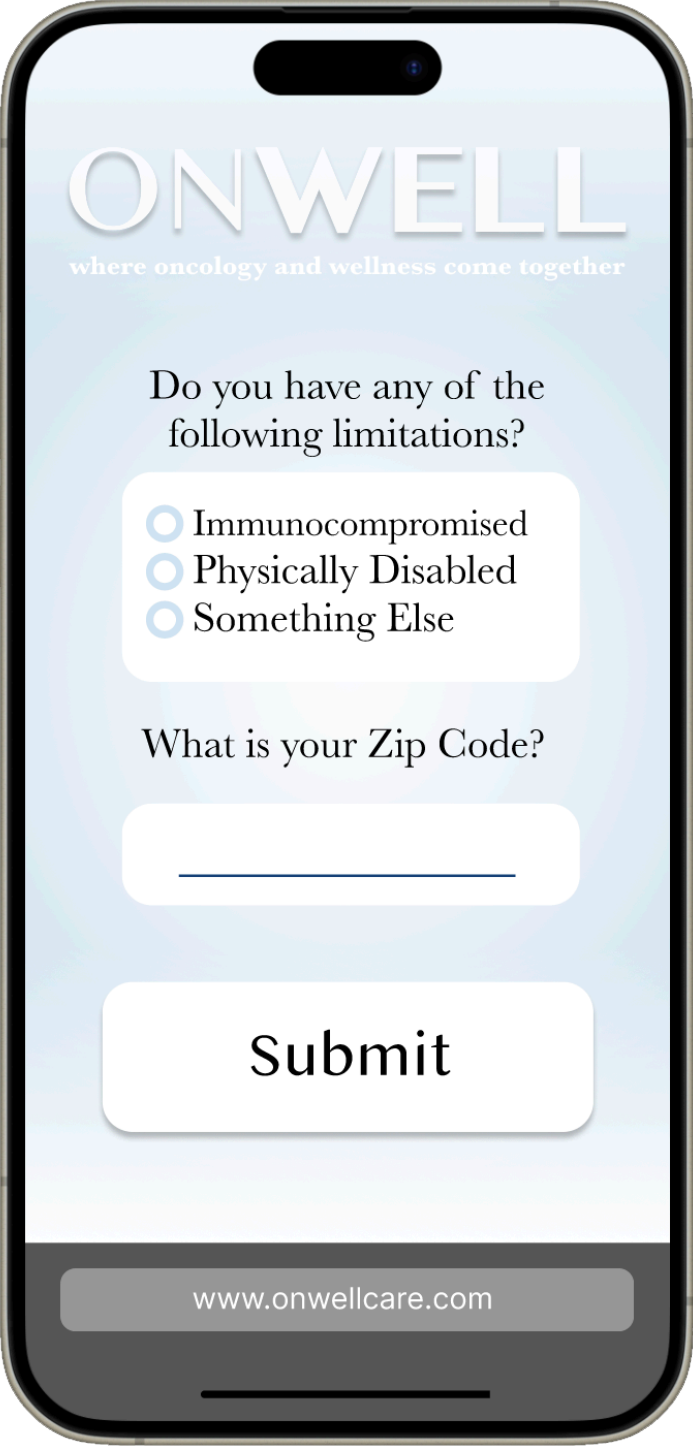 ONWELL
where oncology and wellness come together
Do you have any of the
following limitations?
Immunocompromised
Physically Disabled
Something Else
What is your Zip Code?
Submit
www.onwellcare.com